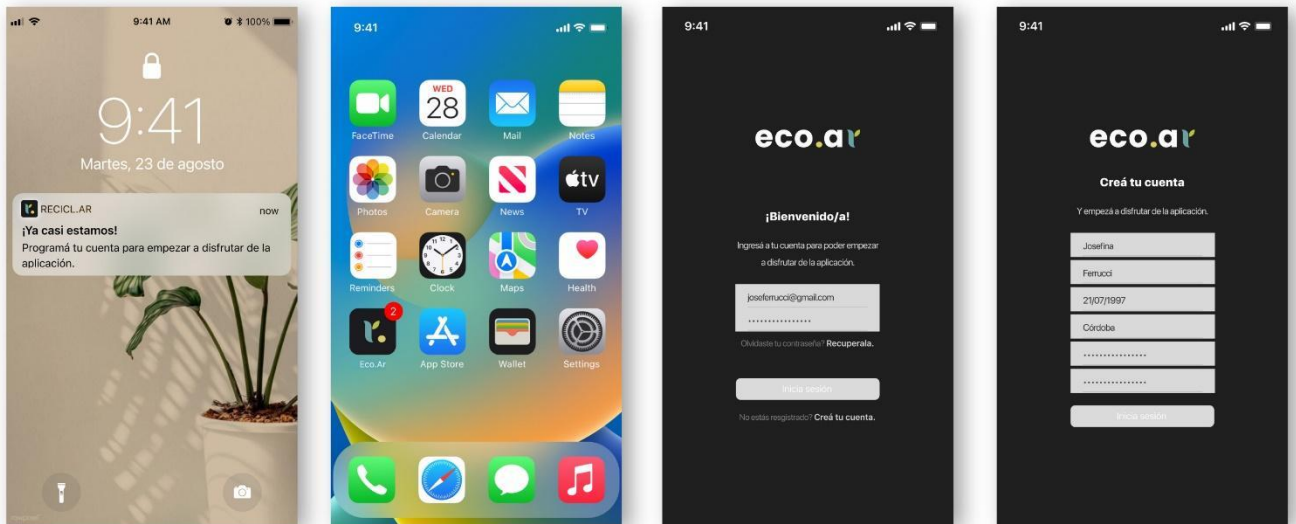 9:41 AM
100%
9:41
Martes, 23 de agosto
RECICL.AR
now
¡Ya casi estamos!
Programá tu cuenta para empezar a disfrutar de la
aplicación.
9:41
WED
28
FaceTime
Calendar
Mail
Notes
tv
Photos
Camera
News
TV
12
Reminders
Clock
Maps
Health
2
Eco.Ar
App Store
Wallet
Settings
9:41
eco.ar
¡Bienvenido/a!
Ingresá a tu cuenta para poder empezar
a disfrutar de la aplicación.
joseferrucci@gmail.com
Olvidaste tu contraseña? Recuperala.
Inicia sesión
No estás resgistrado? Creá tu cuenta.
9:41
eco.ar
Creá tu cuenta
Y empezá a disfrutar de la aplicación.
Josefina
Ferrucci
21/07/1997
Córdoba
Inicia sesión